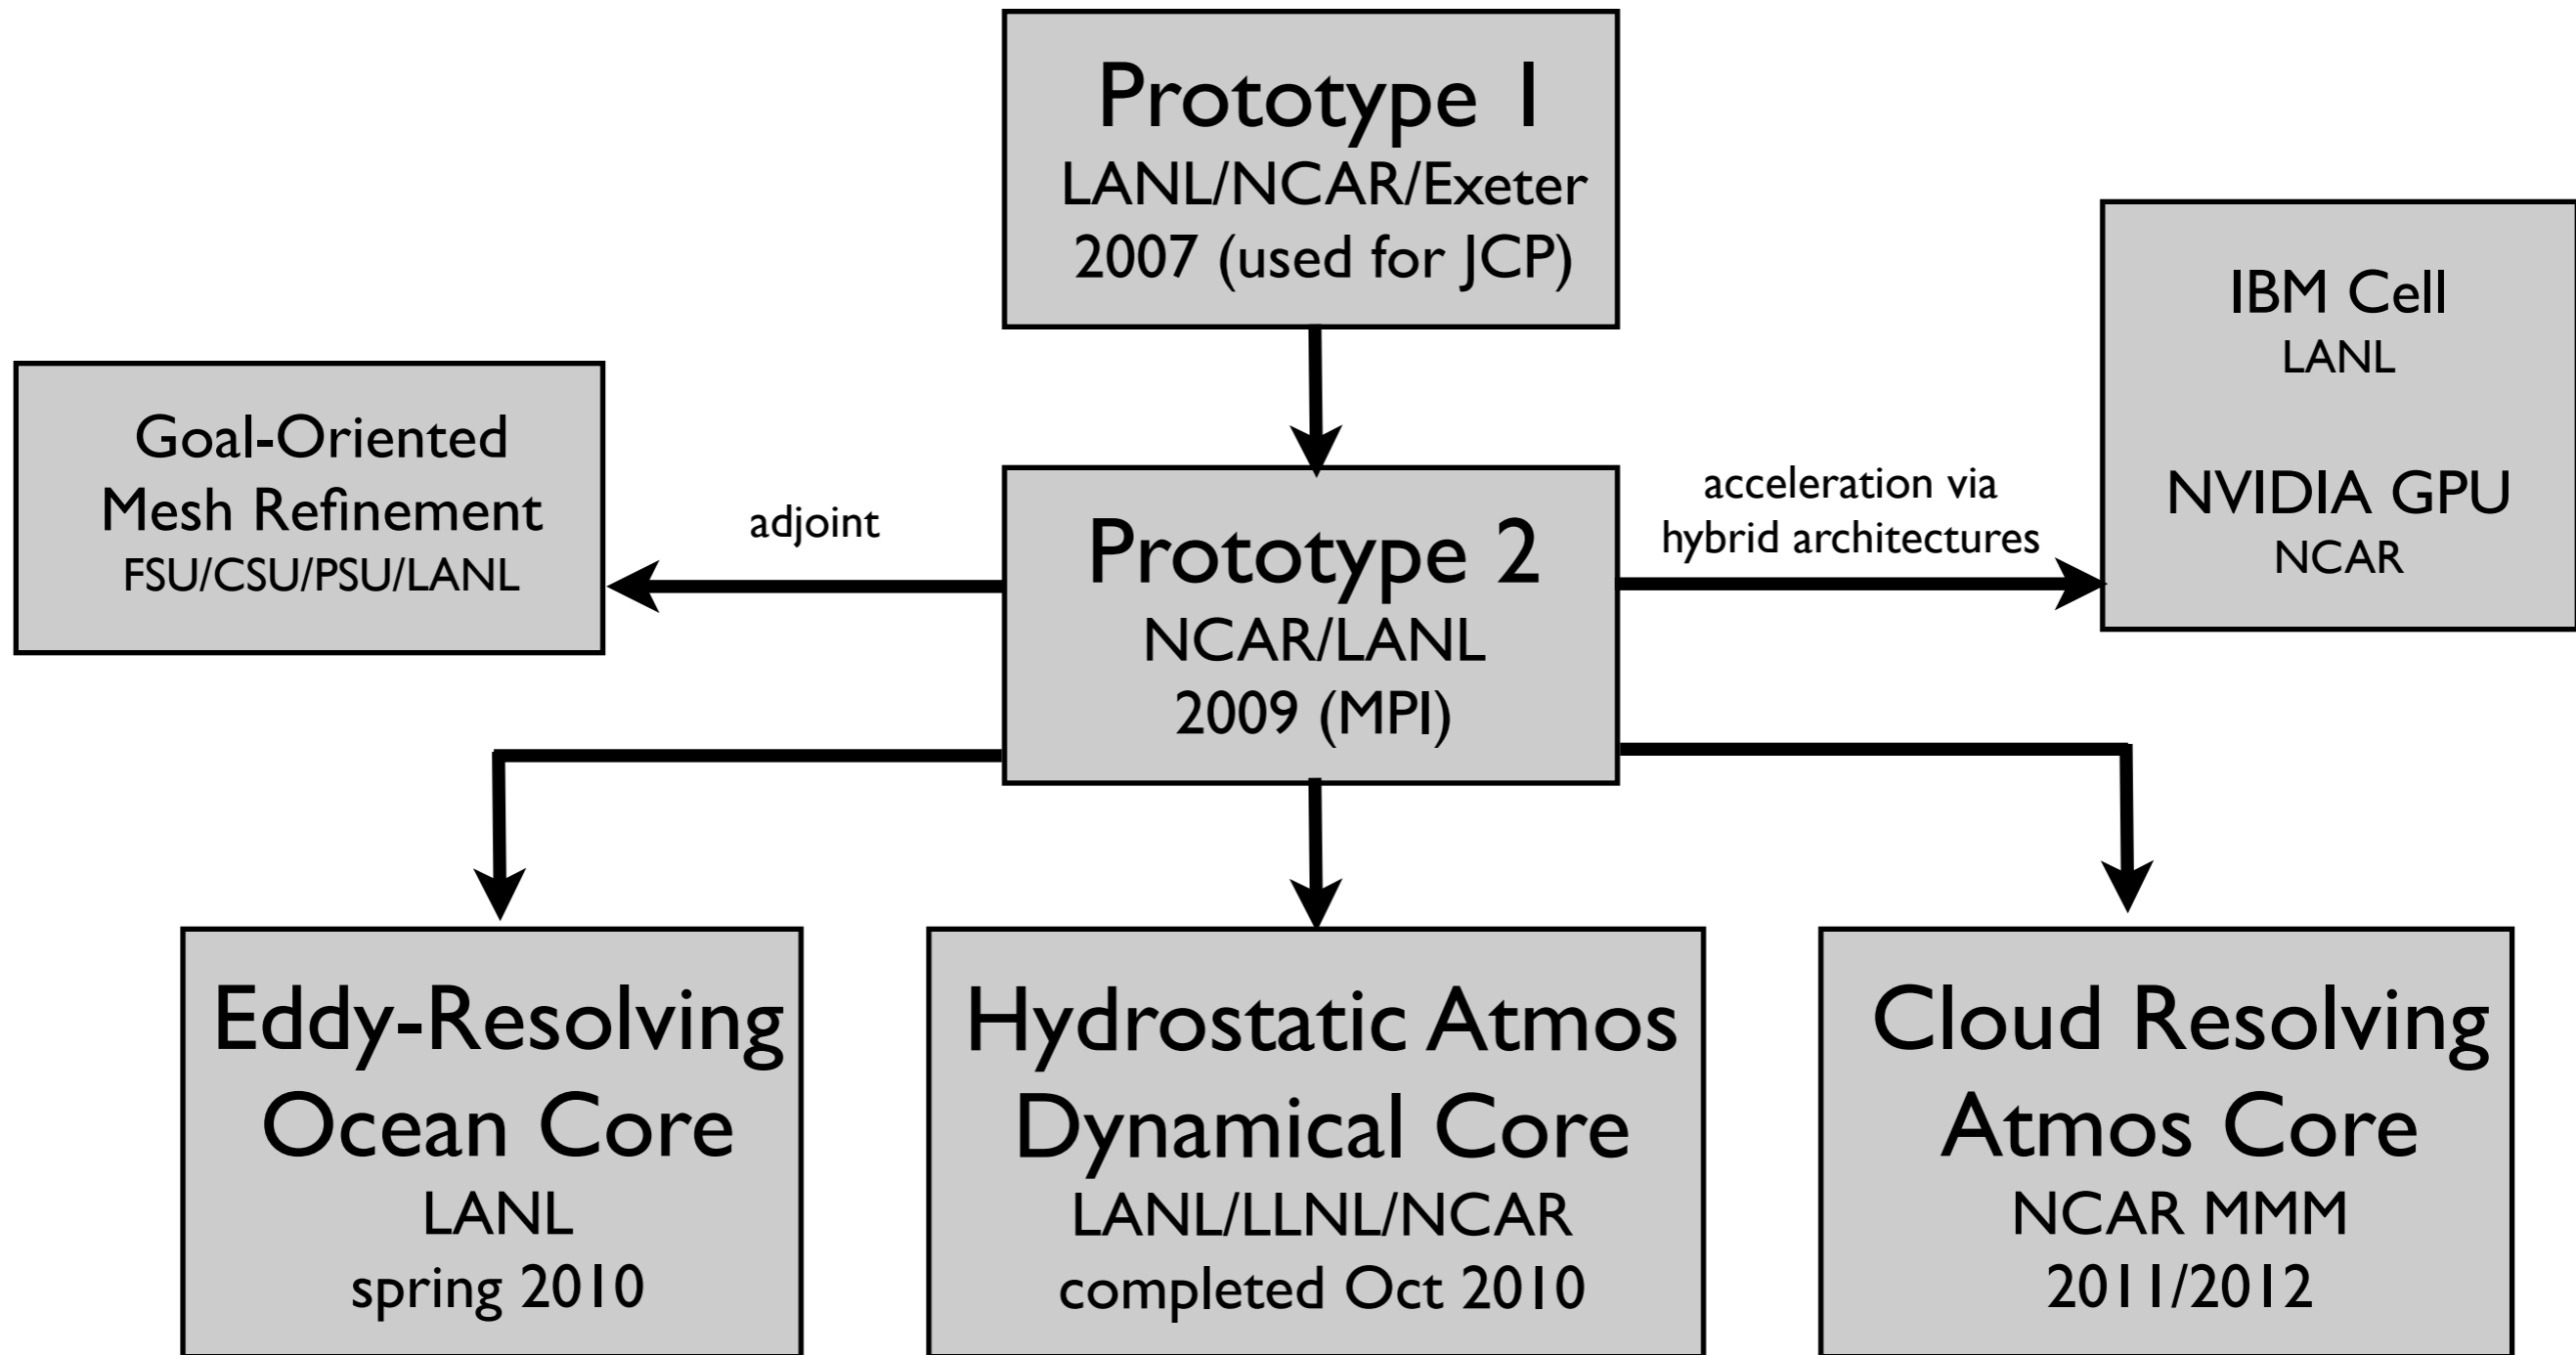 Prototype 1
LANL/NCAR/Exeter
2007 (used for JCP)
IBM Cell
LANL
NVIDIA GPU
NCAR
Goal-Oriented
Mesh Refinement
FSU/CSU/PSU/LANL
adjoint
acceleration via
hybrid architectures
Prototype 2
NCAR/LANL
2009 (MPI)
Eddy-Resolving
Ocean Core
LANL
spring 2010
Hydrostatic Atmos
Dynamical Core
LANL/LLNL/NCAR
completed Oct 2010
Cloud Resolving
Atmos Core
NCAR MMM
2011/2012